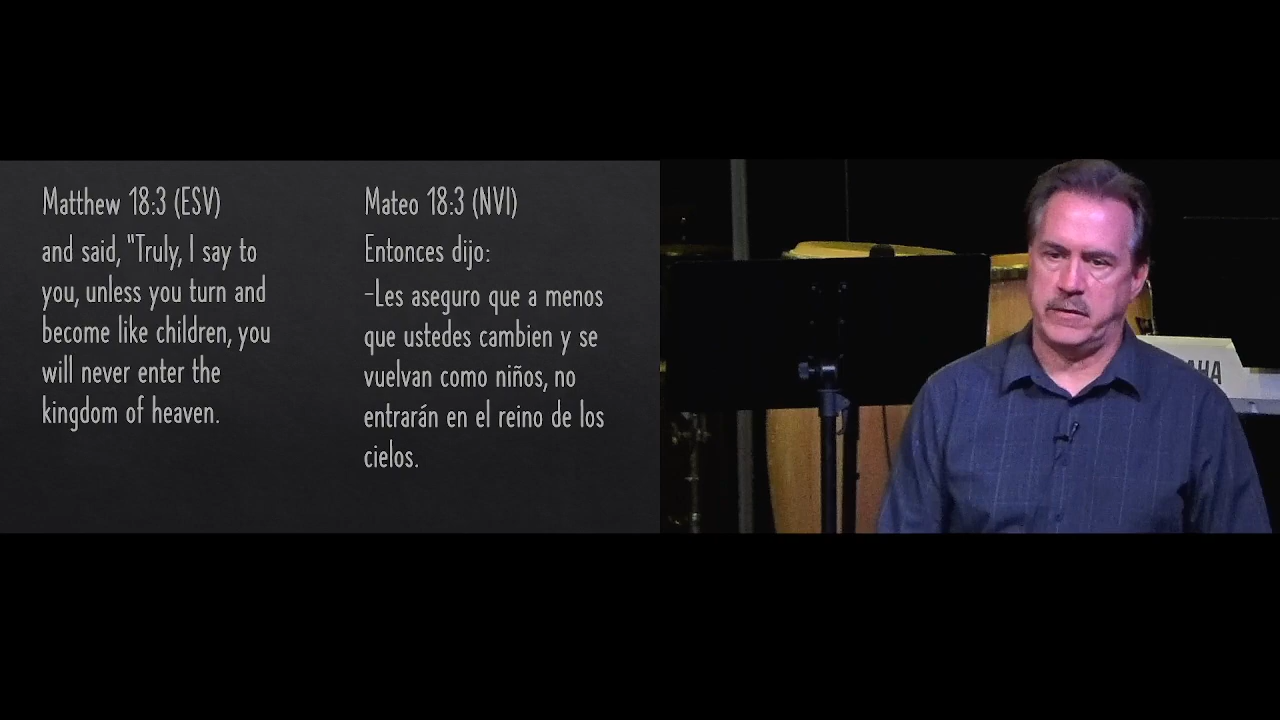 Matthew 18:3 (ESV)
and said, "Truly, I say to
you, unless you turn and
become like children, you
will never enter the
kingdom of heaven.
Mateo 18:3 (NVI)
Entonces dijo:
–Les aseguro que a menos
que ustedes cambien y se
vuelvan como niños, no
entrarán en el reino de los
cielos.